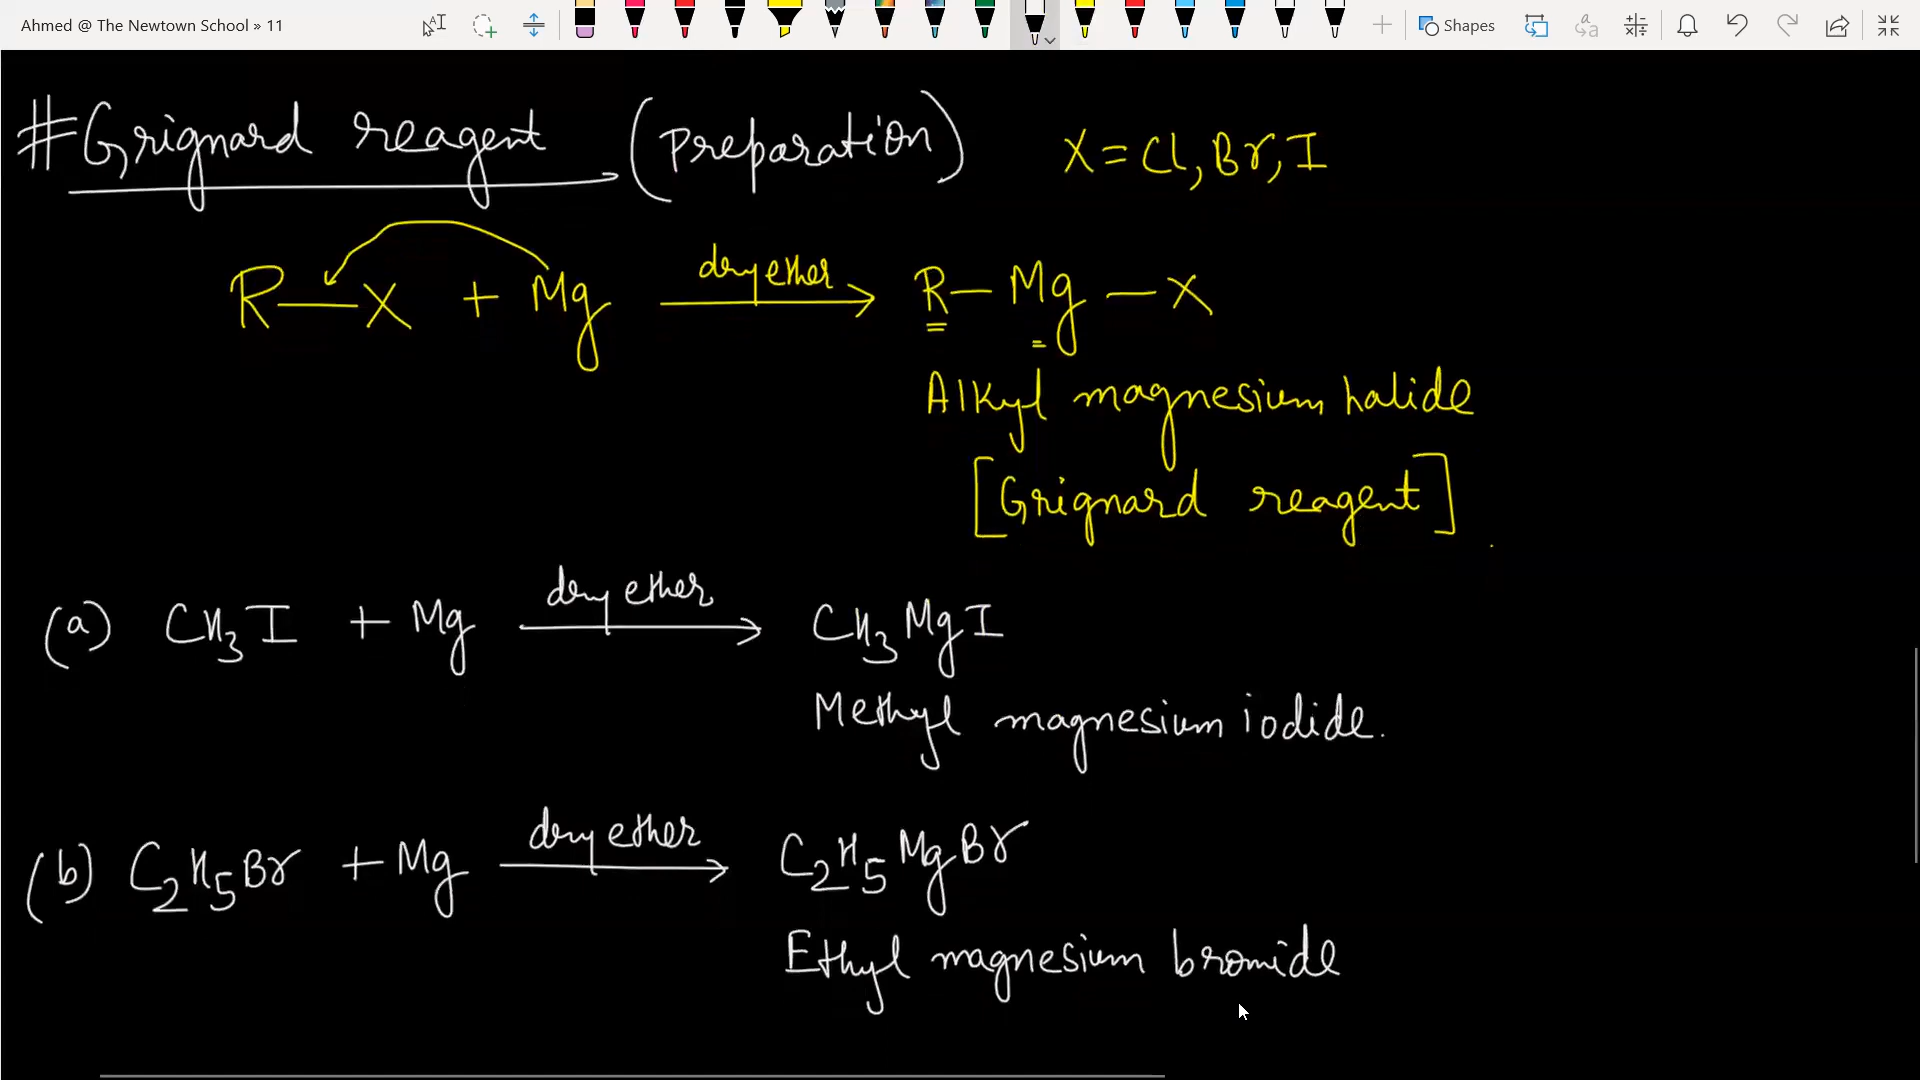 Ahmed @ The Newtown School » 11
Shapes
#Grignard reagent (Preparation) X = Cl, Br, I
R—X + Mg dry ether → R—Mg—X
Alkyl magnesium halide
[Grignard reagent]
(a) CH₃I + Mg dry ether → CH₃MgI
Methyl magnesium iodide.
(b) C₂H₅Br + Mg dry ether → C₂H₅MgBr
Ethyl magnesium bromide